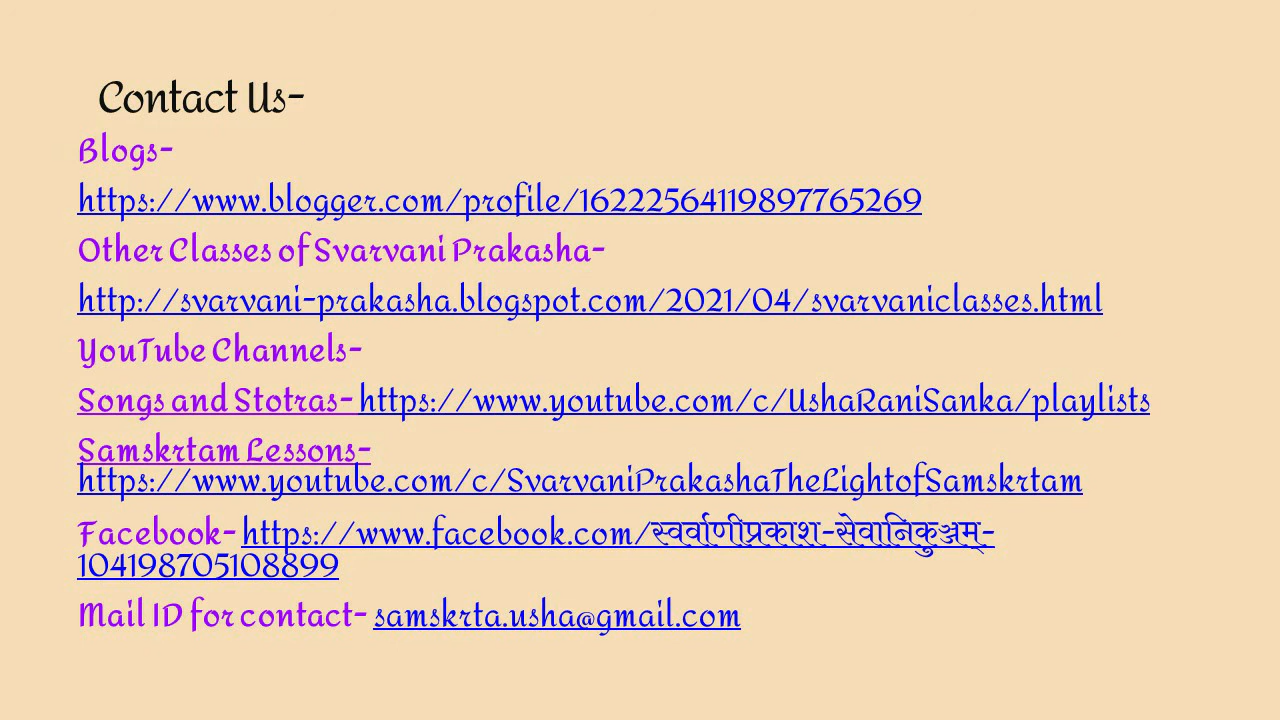 Contact Us-
Blogs-
https://www.blogger.com/profile/16222564119897765269
Other Classes of Svarvani Prakasha-
http://svarvani-prakasha.blogspot.com/2021/04/svarvaniclasses.html
YouTube Channels-
Songs and Stotras- https://www.youtube.com/c/UshaRaniSanka/playlists
Samskrtam Lessons-
https://www.youtube.com/c/SvarvaniPrakashaTheLightofSamskrtam
Facebook- https://www.facebook.com/स्वर्वाणीप्रकाश-सेवानिकुञ्जम्-
104198705108899
Mail ID for contact- samskrta.usha@gmail.com